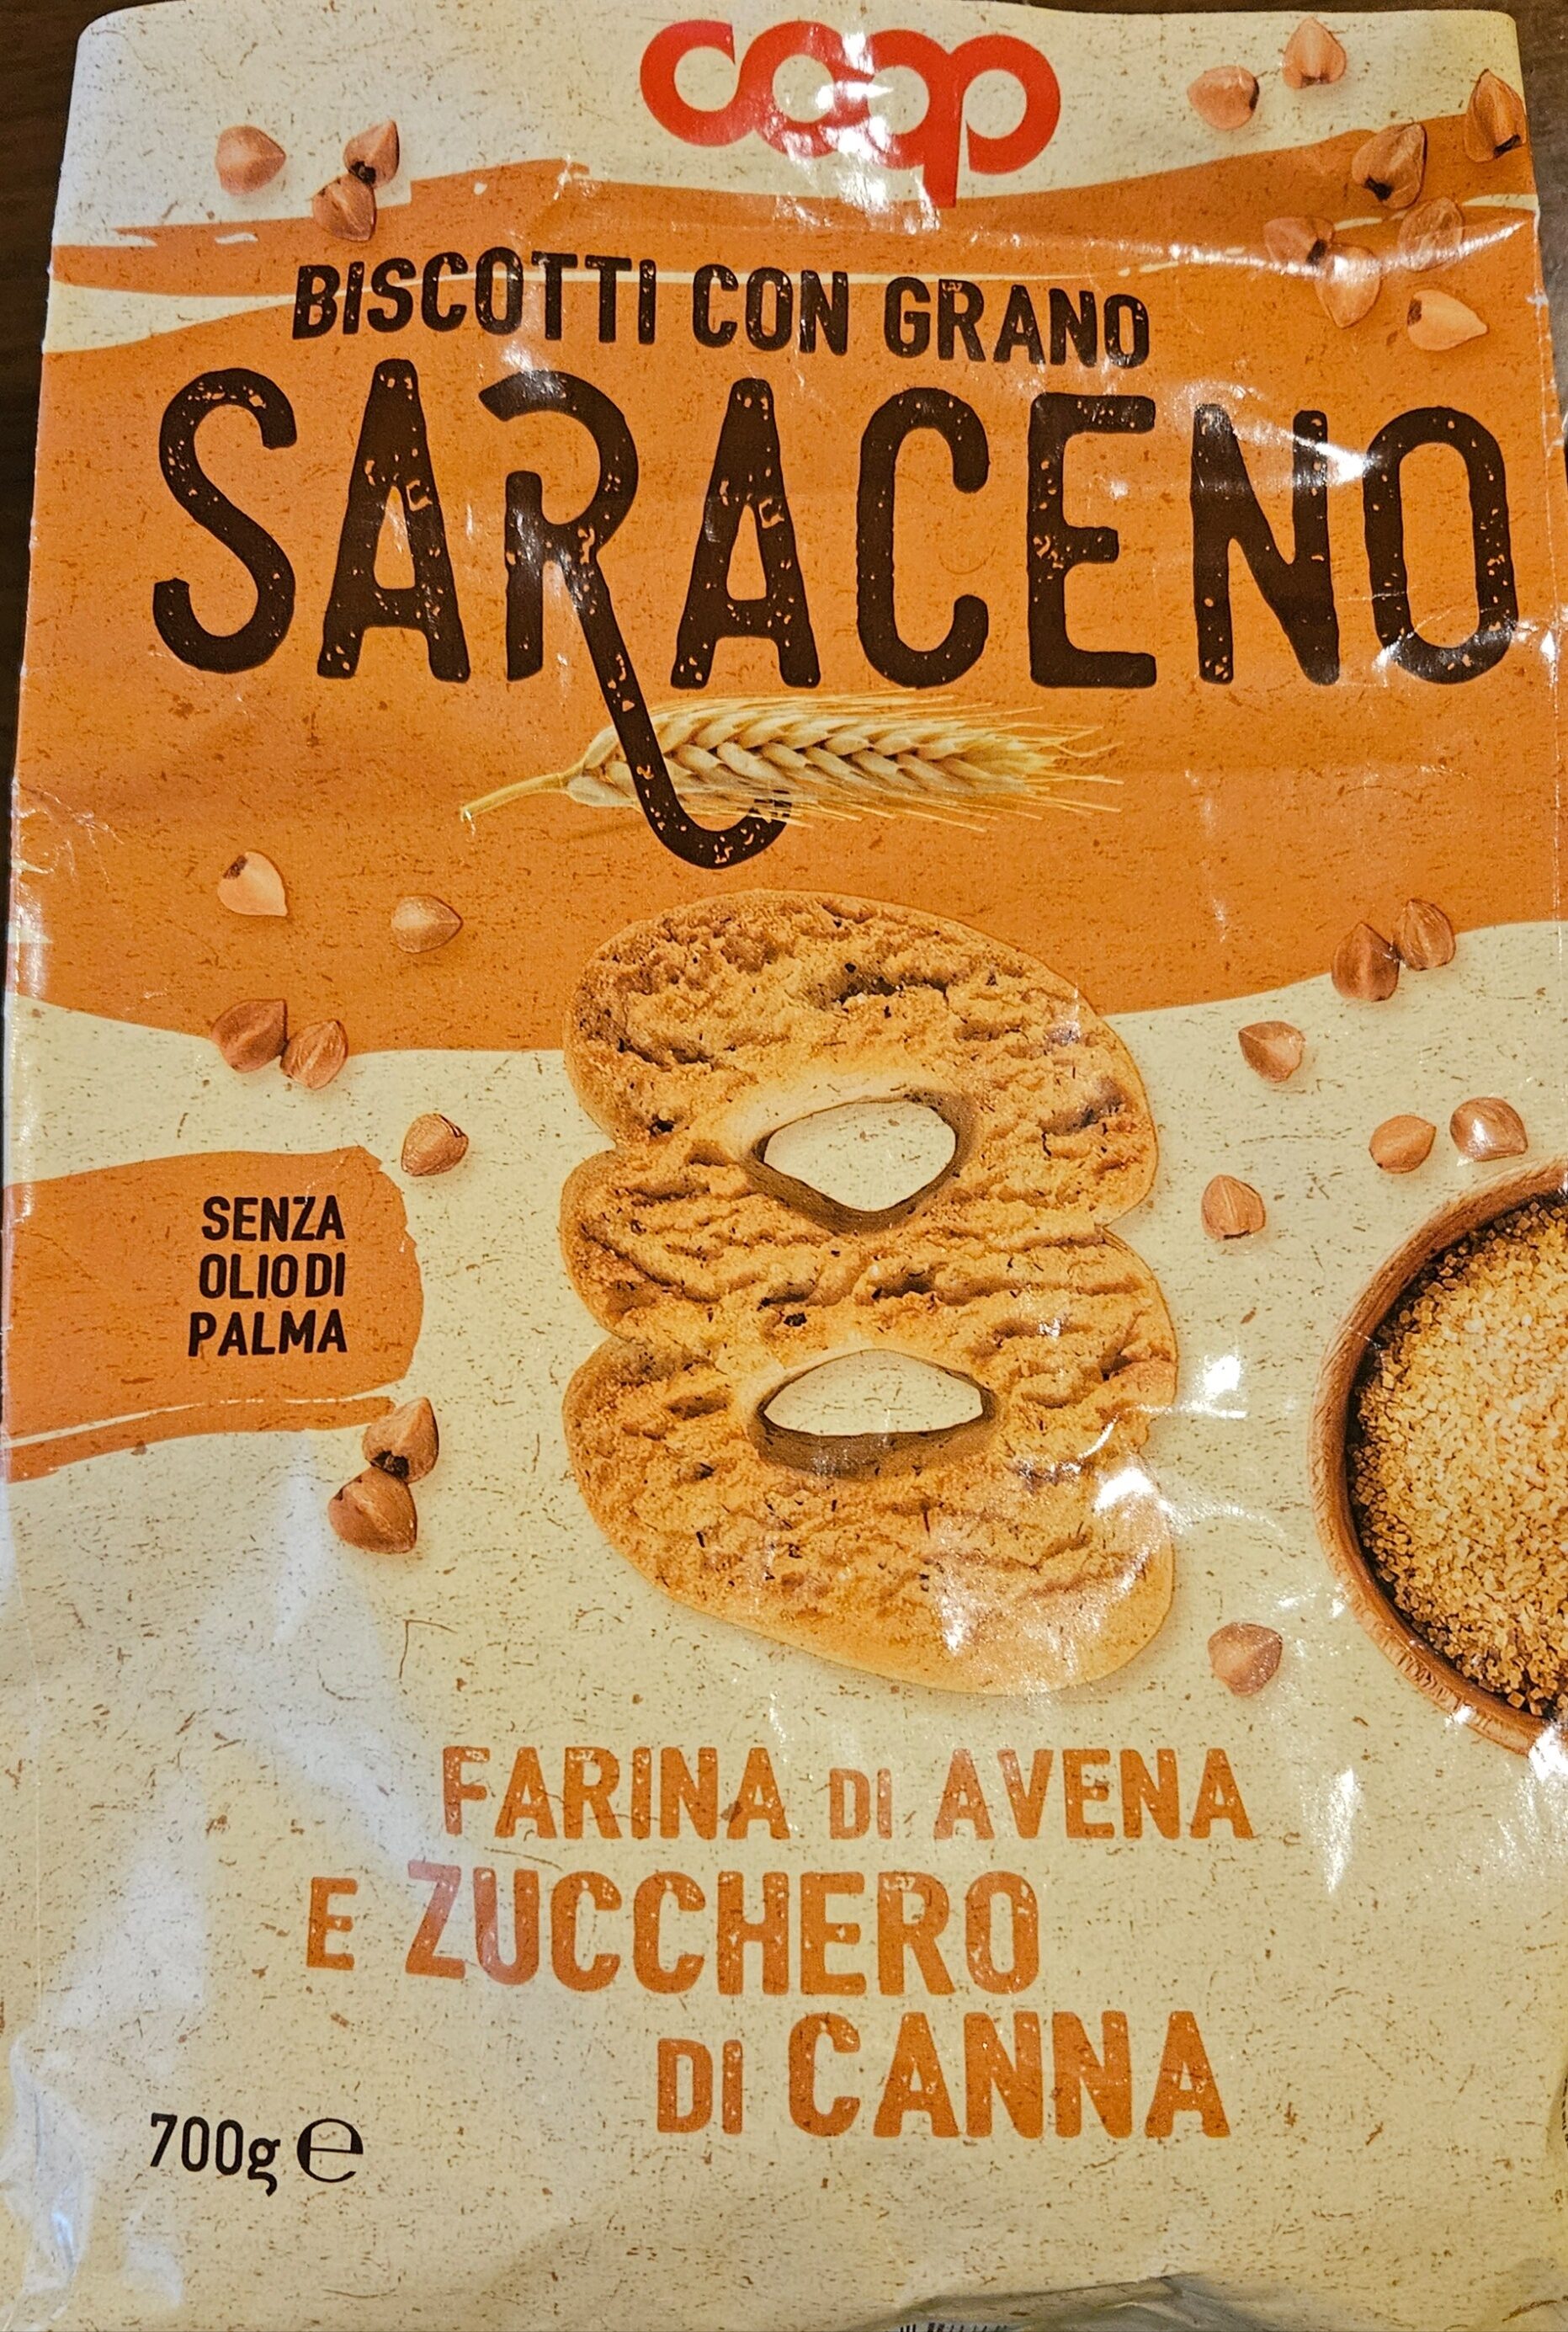 coop
BISCOTTI CON GRANO
SARACENO
SENZA
OLIO DI
PALMA
FARINA DI AVENA
E ZUCCHERO
DI CANNA
700g ℮